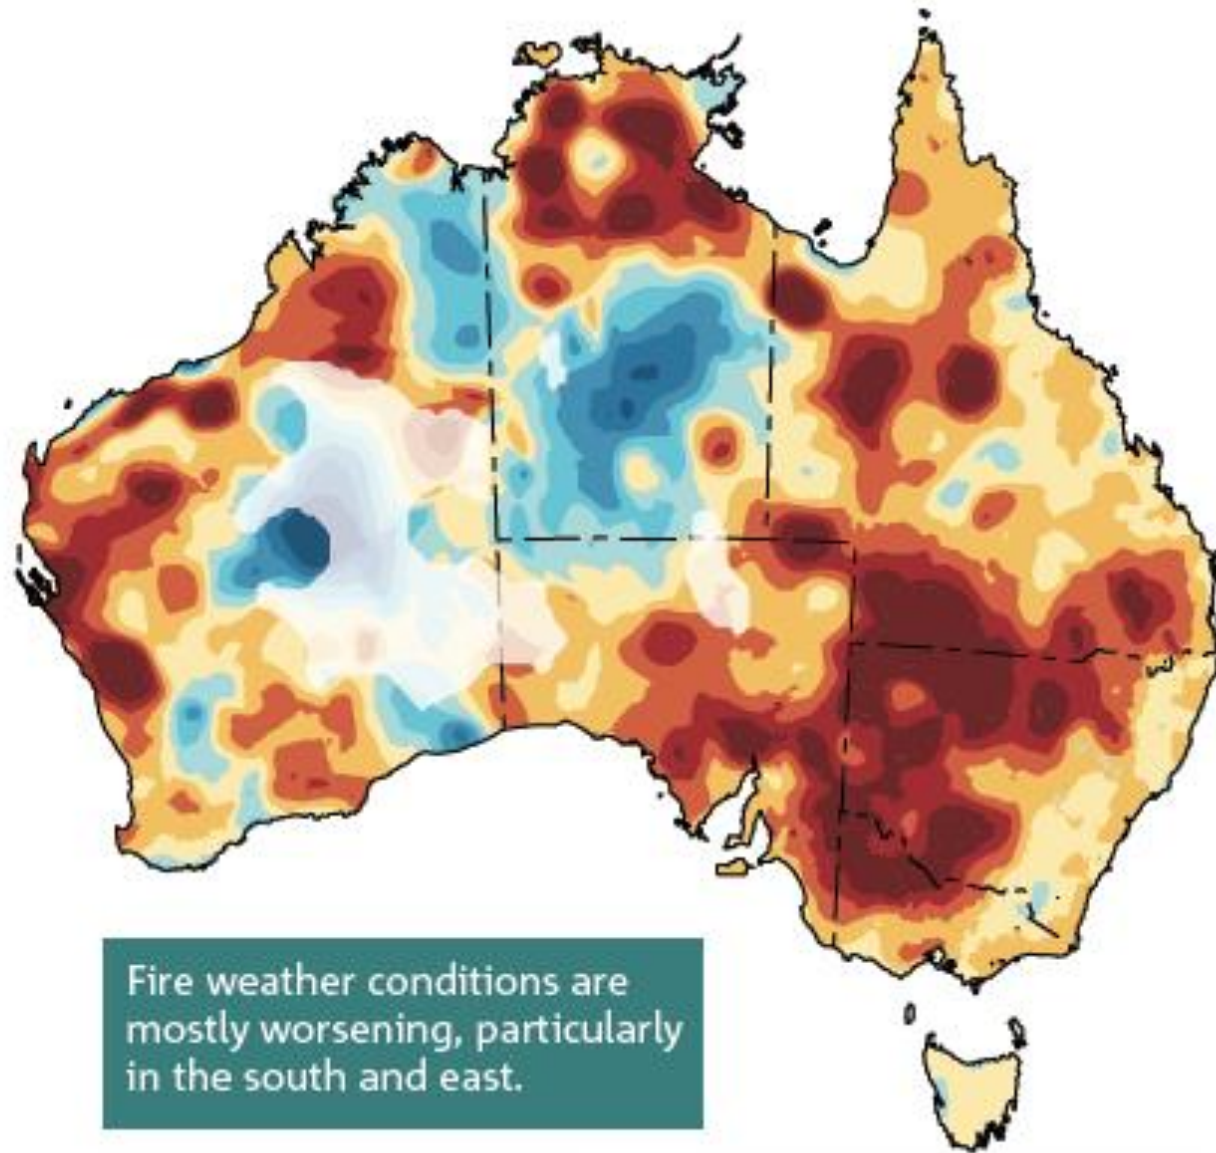 Fire weather conditions are
mostly worsening, particularly
in the south and east.